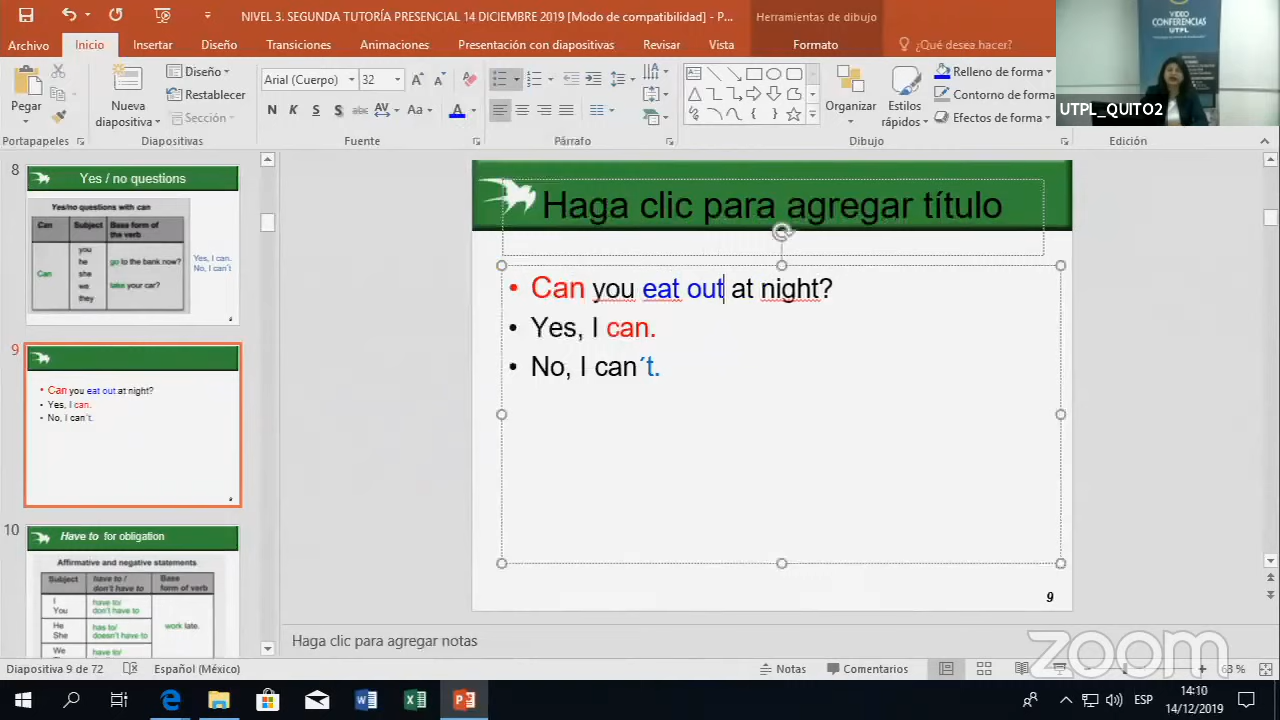 NIVEL 3. SEGUNDA TUTORÍA PRESENCIAL 14 DICIEMBRE 2019 [Modo de compatibilidad] - P...
Herramientas de dibujo
Archivo
Inicio
Insertar
Diseño
Transiciones
Animaciones
Presentación con diapositivas
Revisar
Vista
Formato
¿Qué desea hacer?
VIDEO
CONFERENCIAS
UTPL
UTPL_QUITO2
Pegar
Nueva
diapositiva
Diseño
Restablecer
Sección
Arial (Cuerpo)
32
N K S S abc AV Aa A
Organizar
Estilos
rápidos
Relleno de forma
Contorno de forma
Efectos de forma
Portapapeles
Diapositivas
Fuente
Párrafo
Dibujo
Edición
8
Yes / no questions
Yes/no questions with can
Can
Subject
Base form of
the verb
Can
you
he
she
we
they
go to the bank now?
take your car?
Yes, I can.
No, I can´t
9
Can you eat out at night?
Yes, I can.
No, I can´t.
10
Have to for obligation
Affirmative and negative statements
Subject
have to /
don't have to
Base
form of verb
I
You
have to/
don't have to
He
She
has to/
doesn't have to
work late.
We
have to/
Haga clic para agregar título
Can you eat out at night?
Yes, I can.
No, I can´t.
9
Haga clic para agregar notas
zoom
Diapositiva 9 de 72
Español (México)
Notas
Comentarios
63 %
ESP
14:10
14/12/2019